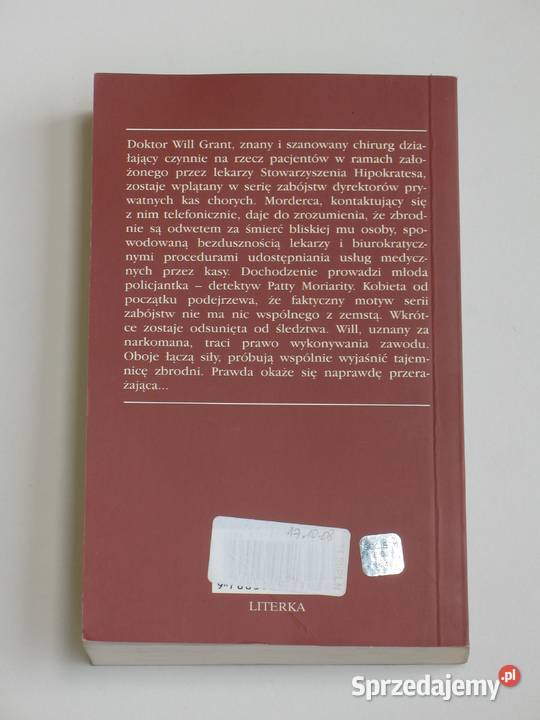 Doktor Will Grant, znany i szanowany chirurg dzia-
łający czynnie na rzecz pacjentów w ramach zało-
żonego przez lekarzy Stowarzyszenia Hipokratesa,
zostaje wplątany w serię zabójstw dyrektorów pry-
watnych kas chorych. Morderca, kontaktujący się
z nim telefonicznie, daje do zrozumienia, że zbrod-
nie są odwetem za śmierć bliskiej mu osoby, spo-
wodowaną bezdusznością lekarzy i biurokratycz-
nymi procedurami udostępniania usług medycz-
nych przez kasy. Dochodzenie prowadzi młoda
policjantka – detektyw Patty Moriarity. Kobieta od
początku podejrzewa, że faktyczny motyw serii
zabójstw nie ma nic wspólnego z zemstą. Wkrót-
ce zostaje odsunięta od śledztwa. Will, uznany za
narkomana, traci prawo wykonywania zawodu.
Oboje łączą siły, próbują wspólnie wyjaśnić tajem-
nicę zbrodni. Prawda okaże się naprawdę przera-
żająca...
17.10.08
LITERKA
Sprzedajemy.pl